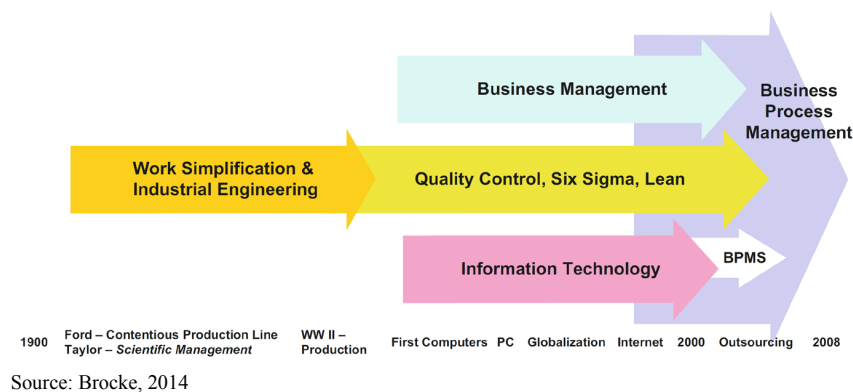 Business Management
Business
Process
Management
Work Simplification &
Industrial Engineering
Quality Control, Six Sigma, Lean
Information Technology
BPMS
1900
Ford – Contentious Production Line
Taylor – Scientific Management
WW II –
Production
First Computers PC Globalization Internet 2000 Outsourcing 2008
Source: Brocke, 2014